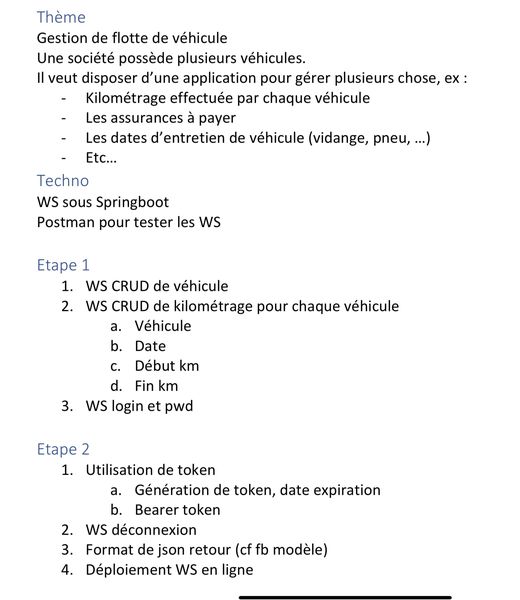 Thème
Gestion de flotte de véhicule
Une société possède plusieurs véhicules.
Il veut disposer d'une application pour gérer plusieurs chose, ex :
- Kilométrage effectuée par chaque véhicule
- Les assurances à payer
- Les dates d'entretien de véhicule (vidange, pneu, ...)
- Etc...
Techno
WS sous Springboot
Postman pour tester les WS
Etape 1
1. WS CRUD de véhicule
2. WS CRUD de kilométrage pour chaque véhicule
a. Véhicule
b. Date
c. Début km
d. Fin km
3. WS login et pwd
Etape 2
1. Utilisation de token
a. Génération de token, date expiration
b. Bearer token
2. WS déconnexion
3. Format de json retour (cf fb modèle)
4. Déploiement WS en ligne